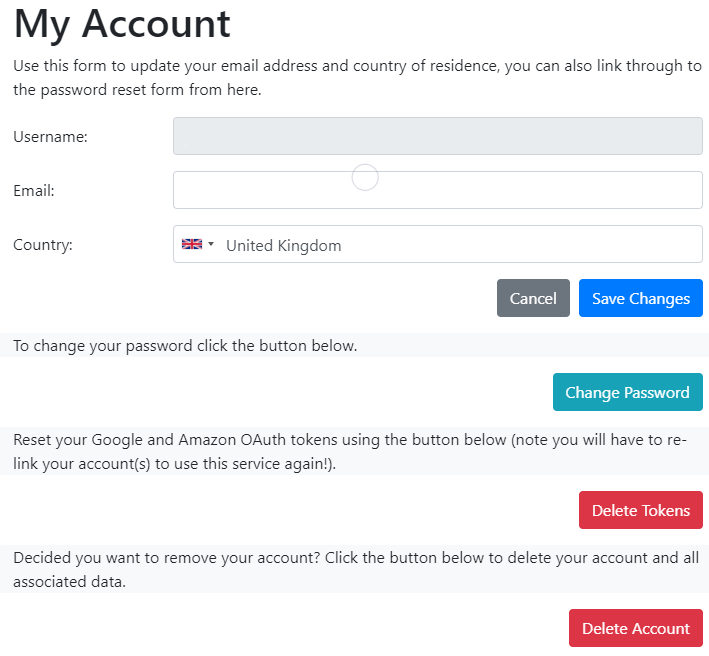 My Account
Use this form to update your email address and country of residence, you can also link through to
the password reset form from here.
Username:
Email:
Country:
United Kingdom
Cancel
Save Changes
To change your password click the button below.
Change Password
Reset your Google and Amazon OAuth tokens using the button below (note you will have to re-
link your account(s) to use this service again!).
Delete Tokens
Decided you want to remove your account? Click the button below to delete your account and all
associated data.
Delete Account